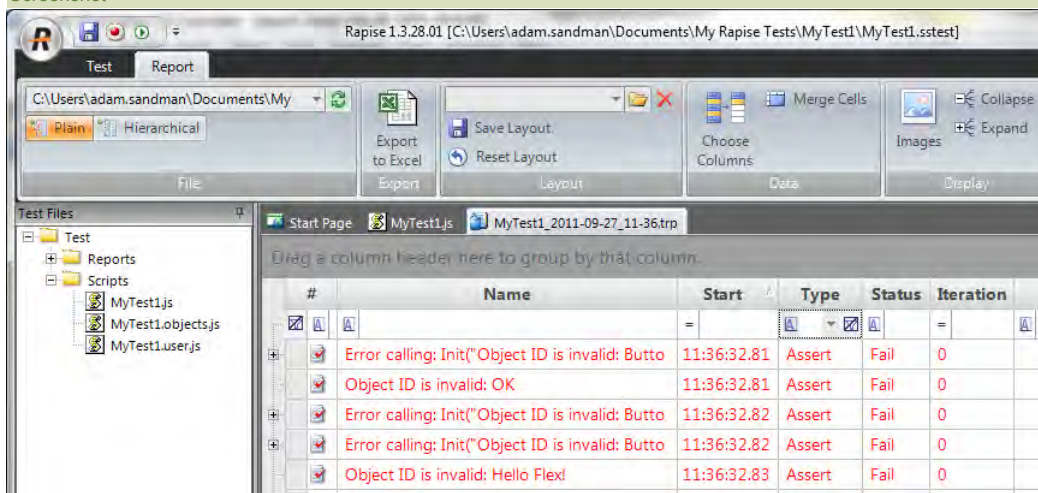 Screenshot
Rapise 1.3.28.01 [C:\Users\adam.sandman\Documents\My Rapise Tests\MyTest1\MyTest1.sstest]
Test Report
C:\Users\adam.sandman\Documents\My
Plain Hierarchical
File
Export to Excel
Export
Save Layout
Reset Layout
Layout
Choose Columns
Merge Cells
Data
Images
Collapse
Expand
Display
Test Files
Test
Reports
Scripts
MyTest1.js
MyTest1.objects.js
MyTest1.user.js
Start Page MyTest1.js MyTest1_2011-09-27_11-36.trp
Drag a column header here to group by that column.
# Name Start Type Status Iteration
= =
Error calling: Init("Object ID is invalid: Butto 11:36:32.81 Assert Fail 0
Object ID is invalid: OK 11:36:32.81 Assert Fail 0
Error calling: Init("Object ID is invalid: Butto 11:36:32.82 Assert Fail 0
Error calling: Init("Object ID is invalid: Butto 11:36:32.82 Assert Fail 0
Object ID is invalid: Hello Flex! 11:36:32.83 Assert Fail 0